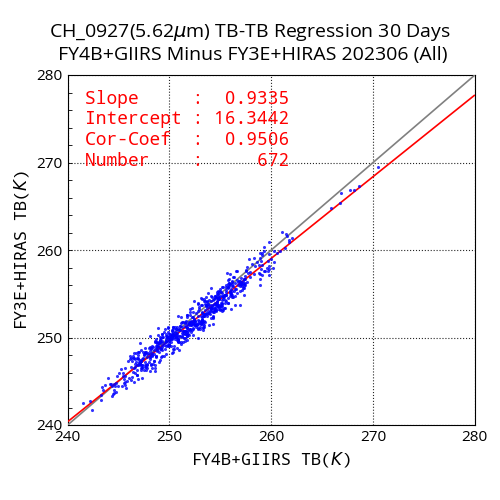 CH_0927(5.62μm) TB-TB Regression 30 Days
FY4B+GIIRS Minus FY3E+HIRAS 202306 (All)
Slope : 0.9335
Intercept : 16.3442
Cor-Coef : 0.9506
Number : 672
280
270
260
250
240
FY3E+HIRAS TB(K)
240 250 260 270 280
FY4B+GIIRS TB(K)